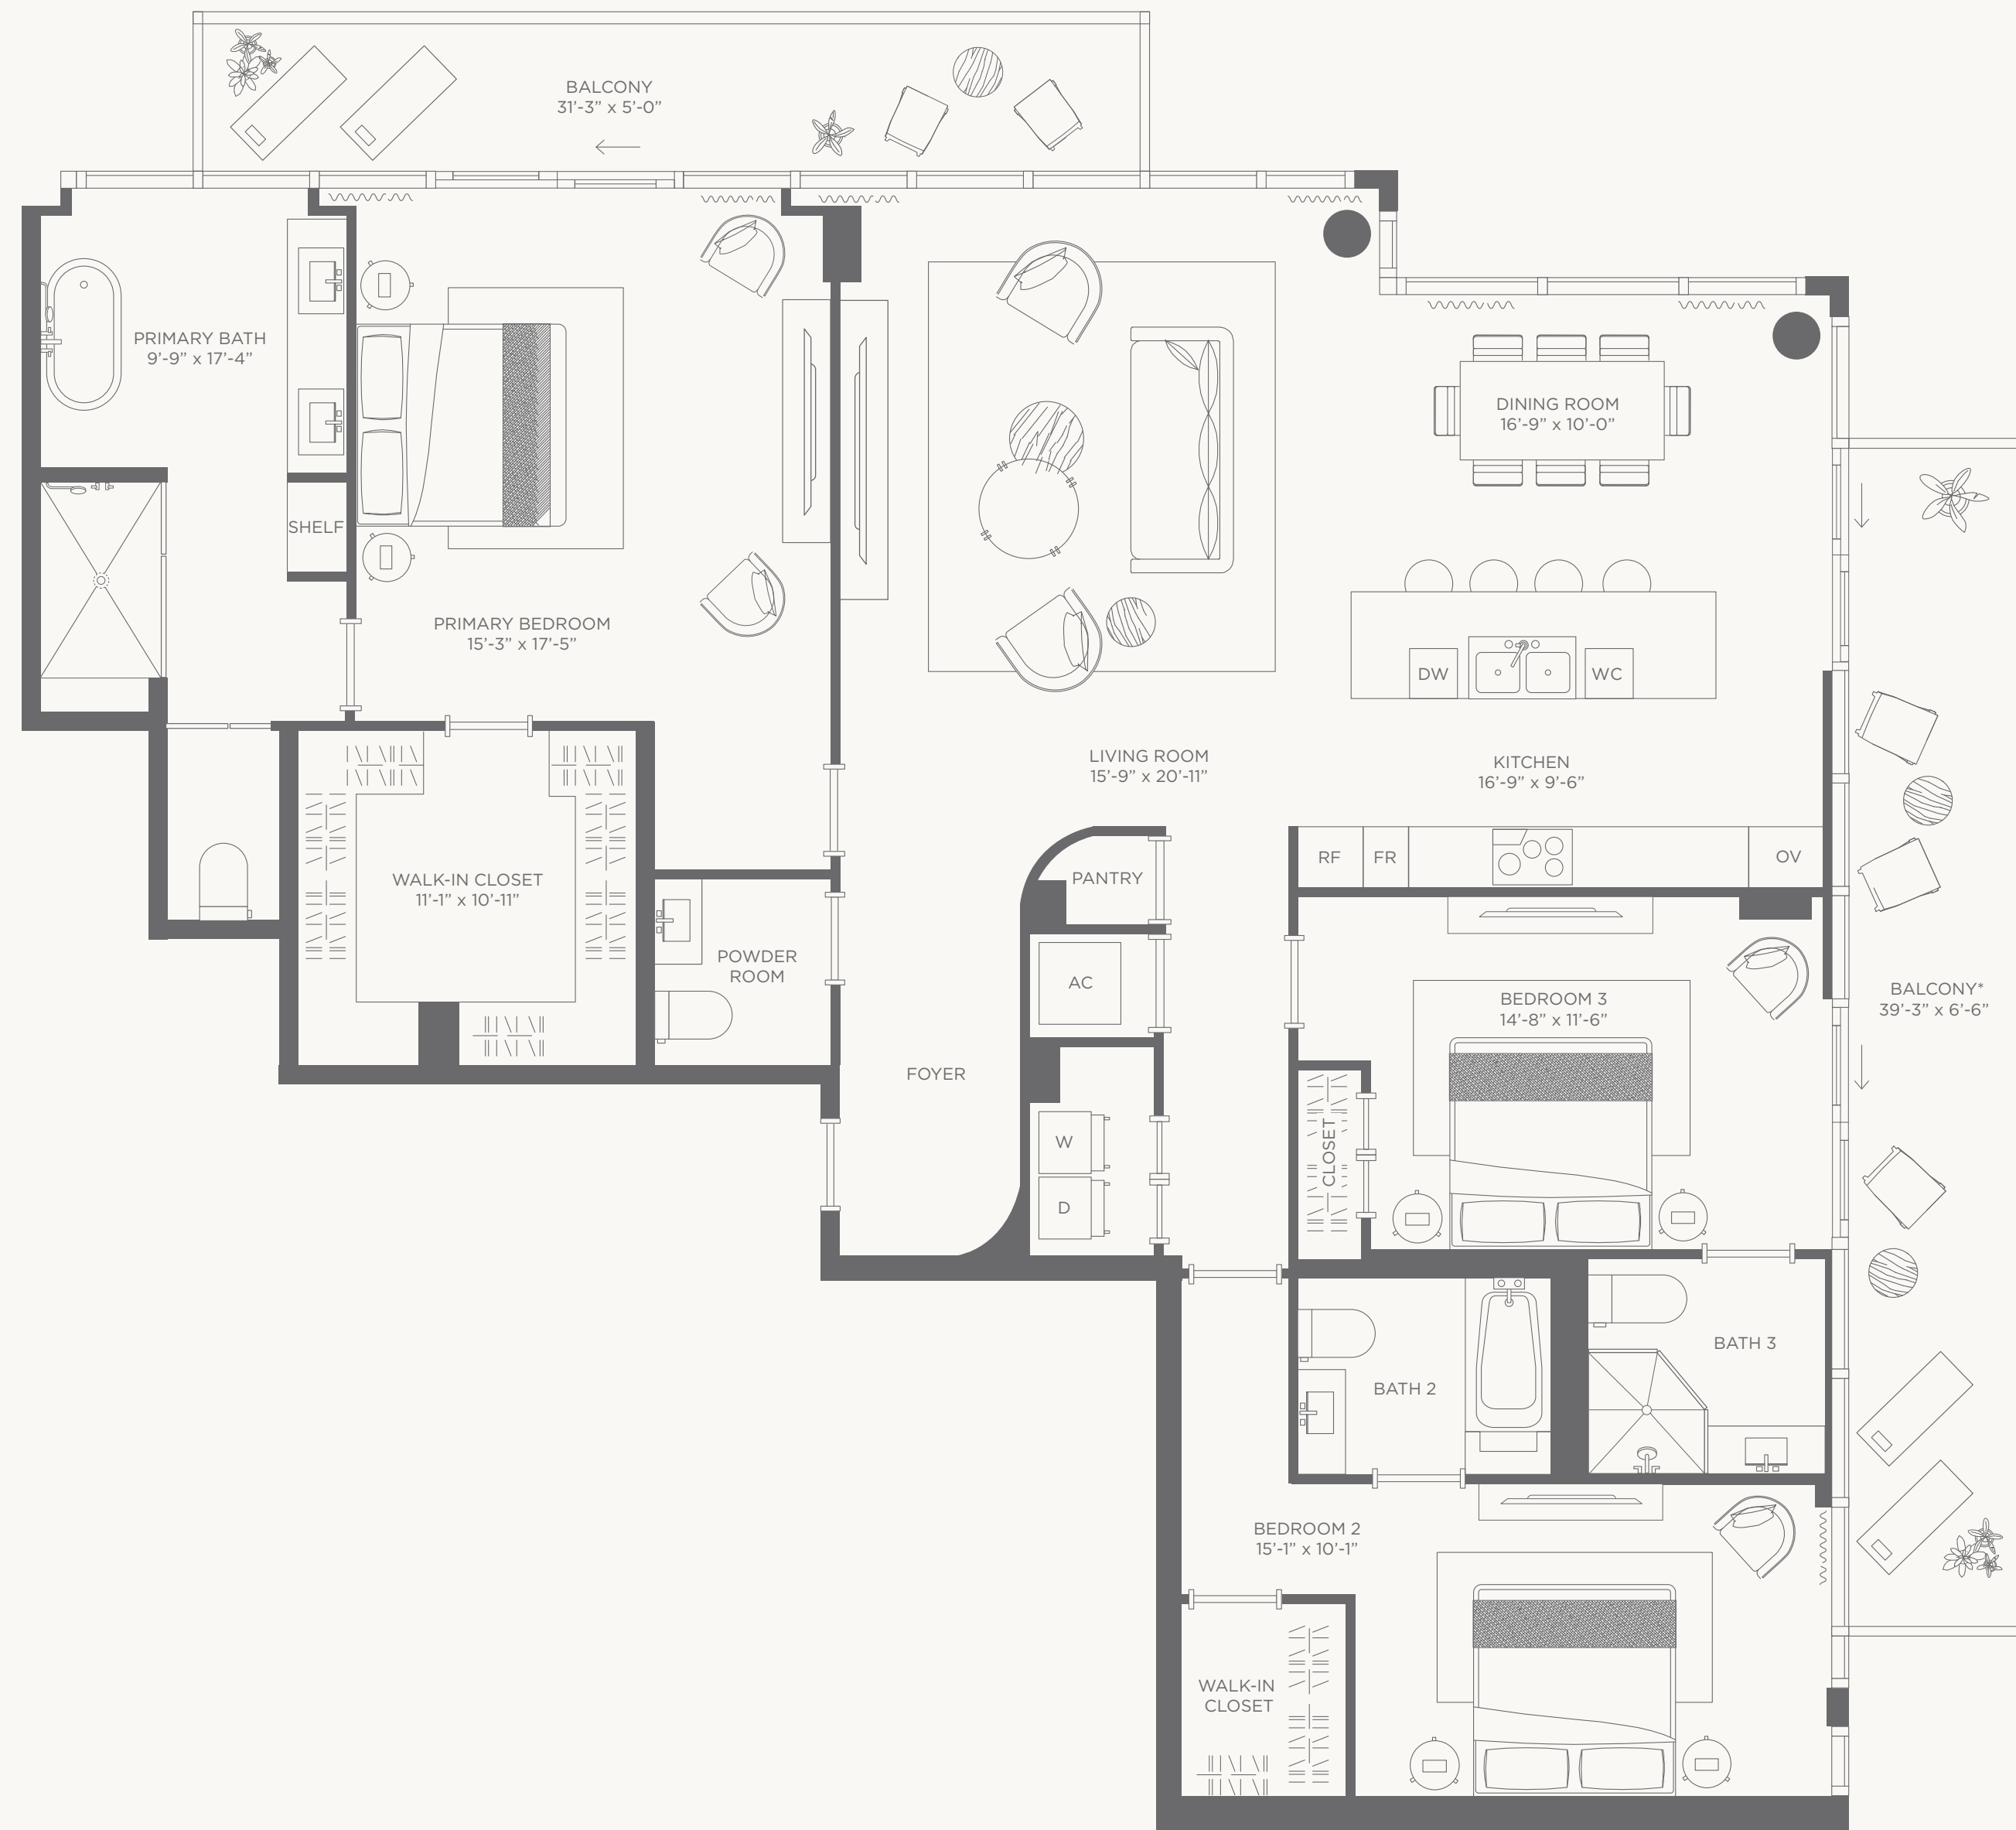 BALCONY
31’-3” x 5’-0”
PRIMARY BATH
9’-9” x 17’-4”
DINING ROOM
16’-9” x 10’-0”
SHELF
PRIMARY BEDROOM
15’-3” x 17’-5”
DW
WC
LIVING ROOM
15’-9” x 20’-11”
KITCHEN
16’-9” x 9’-6”
RF
FR
OV
PANTRY
WALK-IN CLOSET
11’-1” x 10’-11”
POWDER
ROOM
AC
BEDROOM 3
14’-8” x 11’-6”
BALCONY*
39’-3” x 6’-6”
FOYER
W
CLOSET
D
BATH 3
BATH 2
BEDROOM 2
15’-1” x 10’-1”
WALK-IN
CLOSET